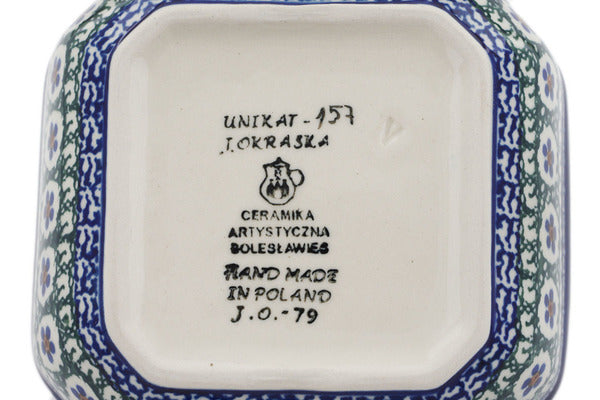 UNIKAT - 157
J. OKRASKA
CERAMIKA
ARTYSTYCZNA
BOLESŁAWIEC
HAND MADE
IN POLAND
J. O. - 79